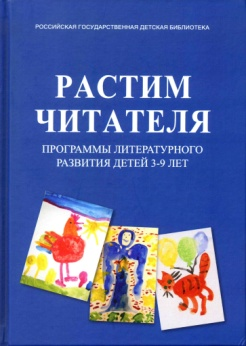 РОССИЙСКАЯ ГОСУДАРСТВЕННАЯ ДЕТСКАЯ БИБЛИОТЕКА
РАСТИМ
ЧИТАТЕЛЯ
ПРОГРАММЫ ЛИТЕРАТУРНОГО
РАЗВИТИЯ ДЕТЕЙ 3-9 ЛЕТ